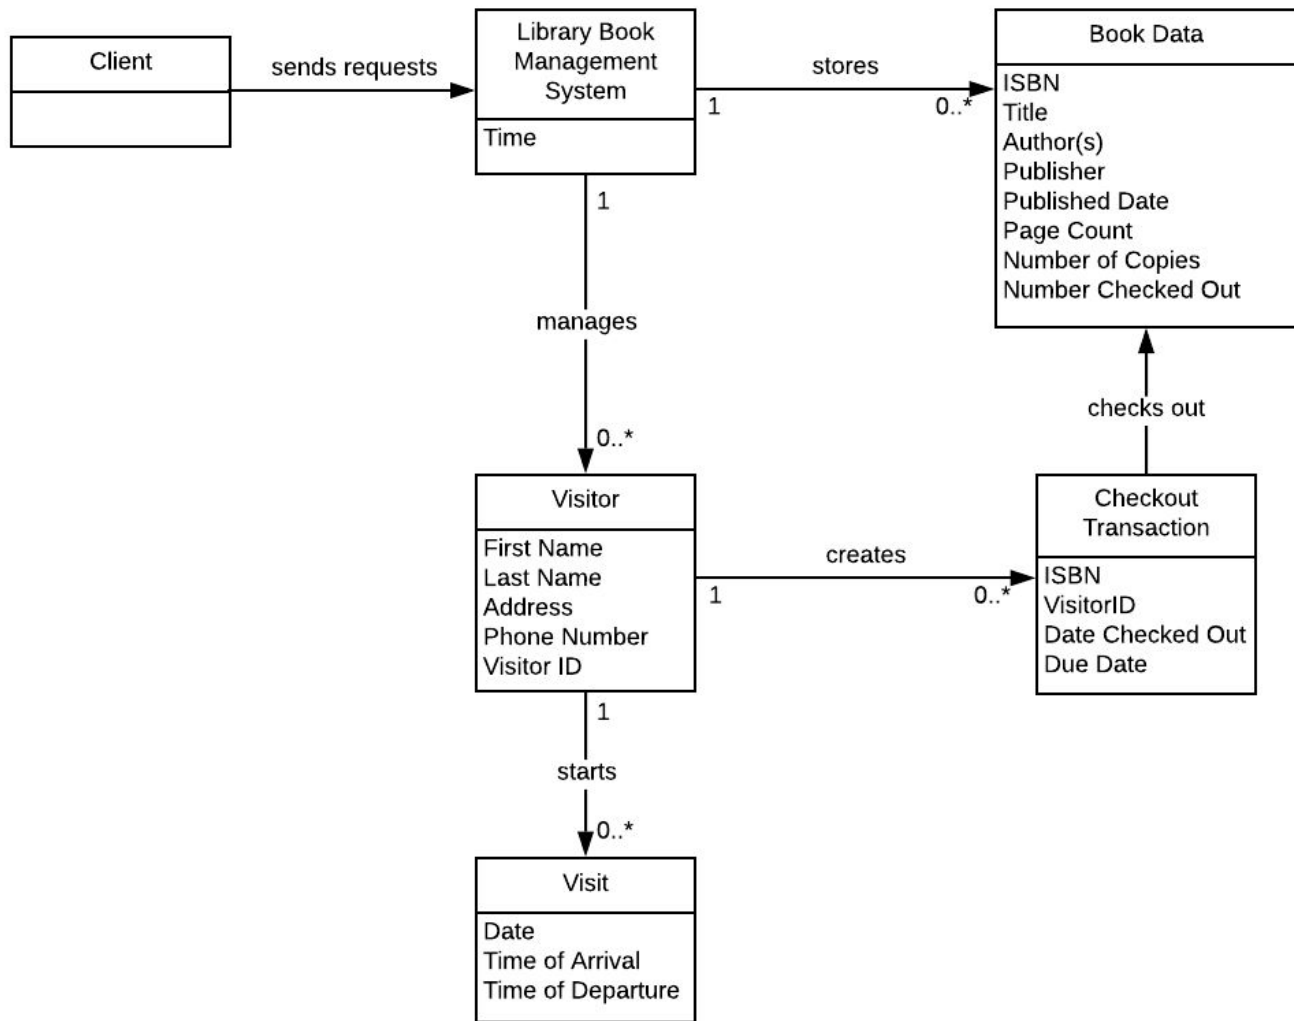 Client
sends requests
Library Book
Management
System
Time
stores
1
0..*
Book Data
ISBN
Title
Author(s)
Publisher
Published Date
Page Count
Number of Copies
Number Checked Out
1
manages
0..*
checks out
Visitor
First Name
Last Name
Address
Phone Number
Visitor ID
creates
1
0..*
Checkout
Transaction
ISBN
VisitorID
Date Checked Out
Due Date
1
starts
0..*
Visit
Date
Time of Arrival
Time of Departure